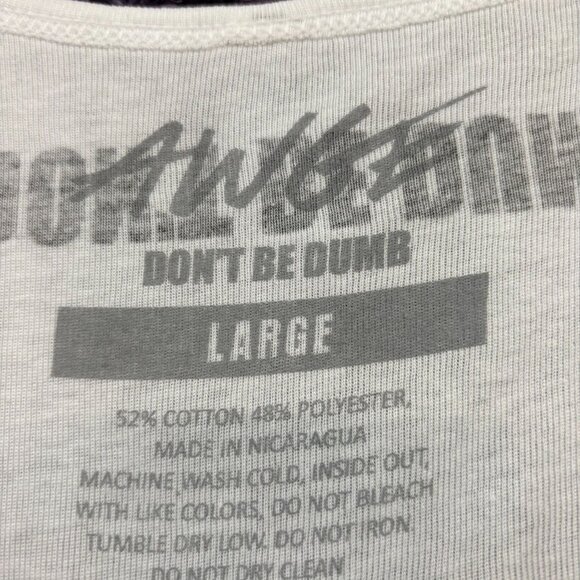 AWGE
DON'T BE DUMB
LARGE
52% COTTON 48% POLYESTER,
MADE IN NICARAGUA
MACHINE WASH COLD, INSIDE OUT,
WITH LIKE COLORS, DO NOT BLEACH
TUMBLE DRY LOW. DO NOT IRON.
DO NOT DRY CLEAN